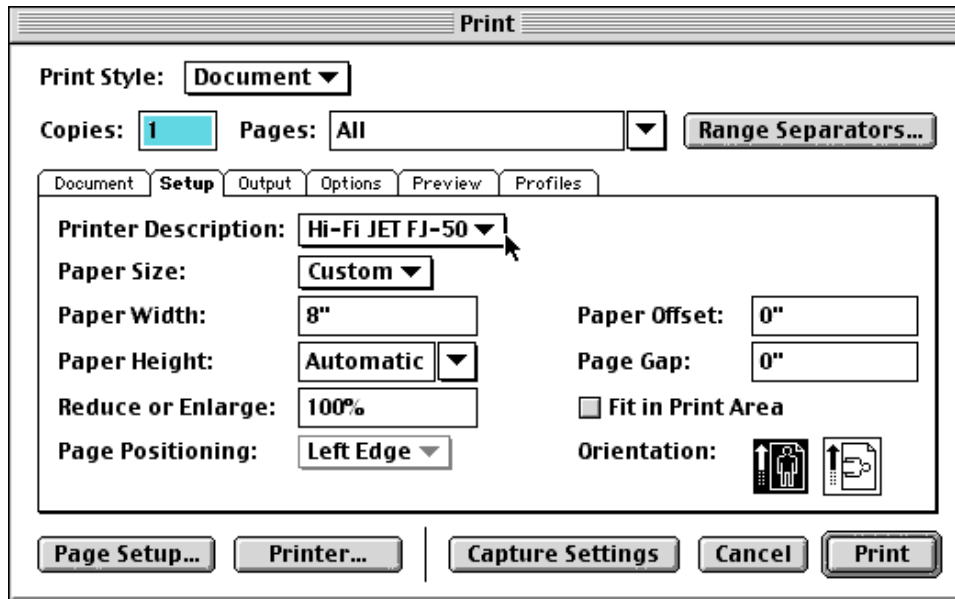 Print
Print Style: Document
Copies: 1 Pages: All Range Separators...
Document Setup Output Options Preview Profiles
Printer Description: Hi-Fi JET FJ-50
Paper Size: Custom
Paper Width: 8" Paper Offset: 0"
Paper Height: Automatic Page Gap: 0"
Reduce or Enlarge: 100% Fit in Print Area
Page Positioning: Left Edge Orientation:
Page Setup... Printer... Capture Settings Cancel Print